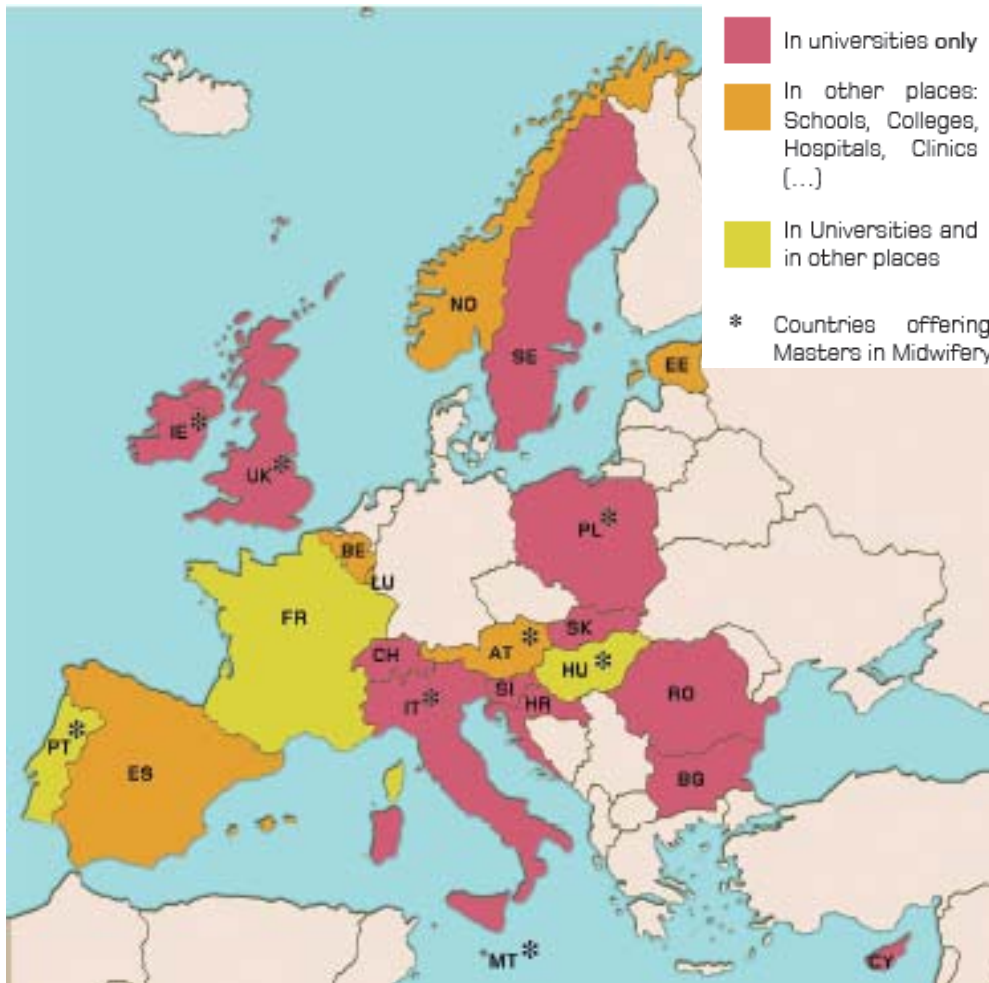 In universities only
In other places:
Schools, Colleges,
Hospitals, Clinics
(...)
In Universities and
in other places
* Countries offering
Masters in Midwifery
NO
SE
EE
IE*
UK*
PL*
BE
LU
FR
SK
CH
AT*
HU*
SI
HR
RO
IT*
PT*
ES
BG
MT*
CY